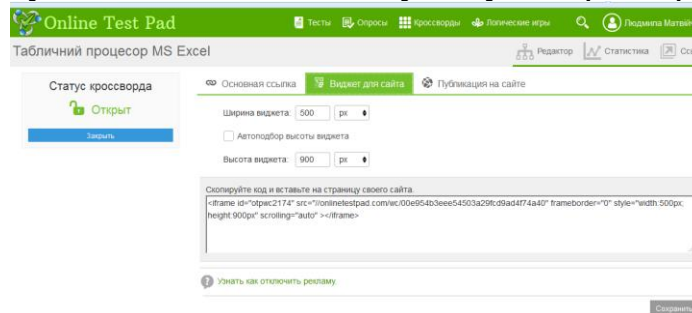 Online Test Pad
Тесты Опросы Кроссворды Логические игры Людмила
Табличний процесор MS Excel
Редактор Статистика
Статус кроссворда
Открыт
Закрыть
Основная ссылка Виджет для сайта Публикация на сайте
Ширина виджета: 500 px
Автоподбор высоты виджета
Высота виджета: 900 px
Скопируйте код и вставьте на страницу своего сайта.
<iframe id="otpwc2174" src="//onlinetestpad.com/wc/00e954b3eee54503a29fcd9ad4f74a40" frameborder="0" style="width:500px;
height:900px" scrolling="auto" ></iframe>
Узнать как отключить рекламу.
Сохранить